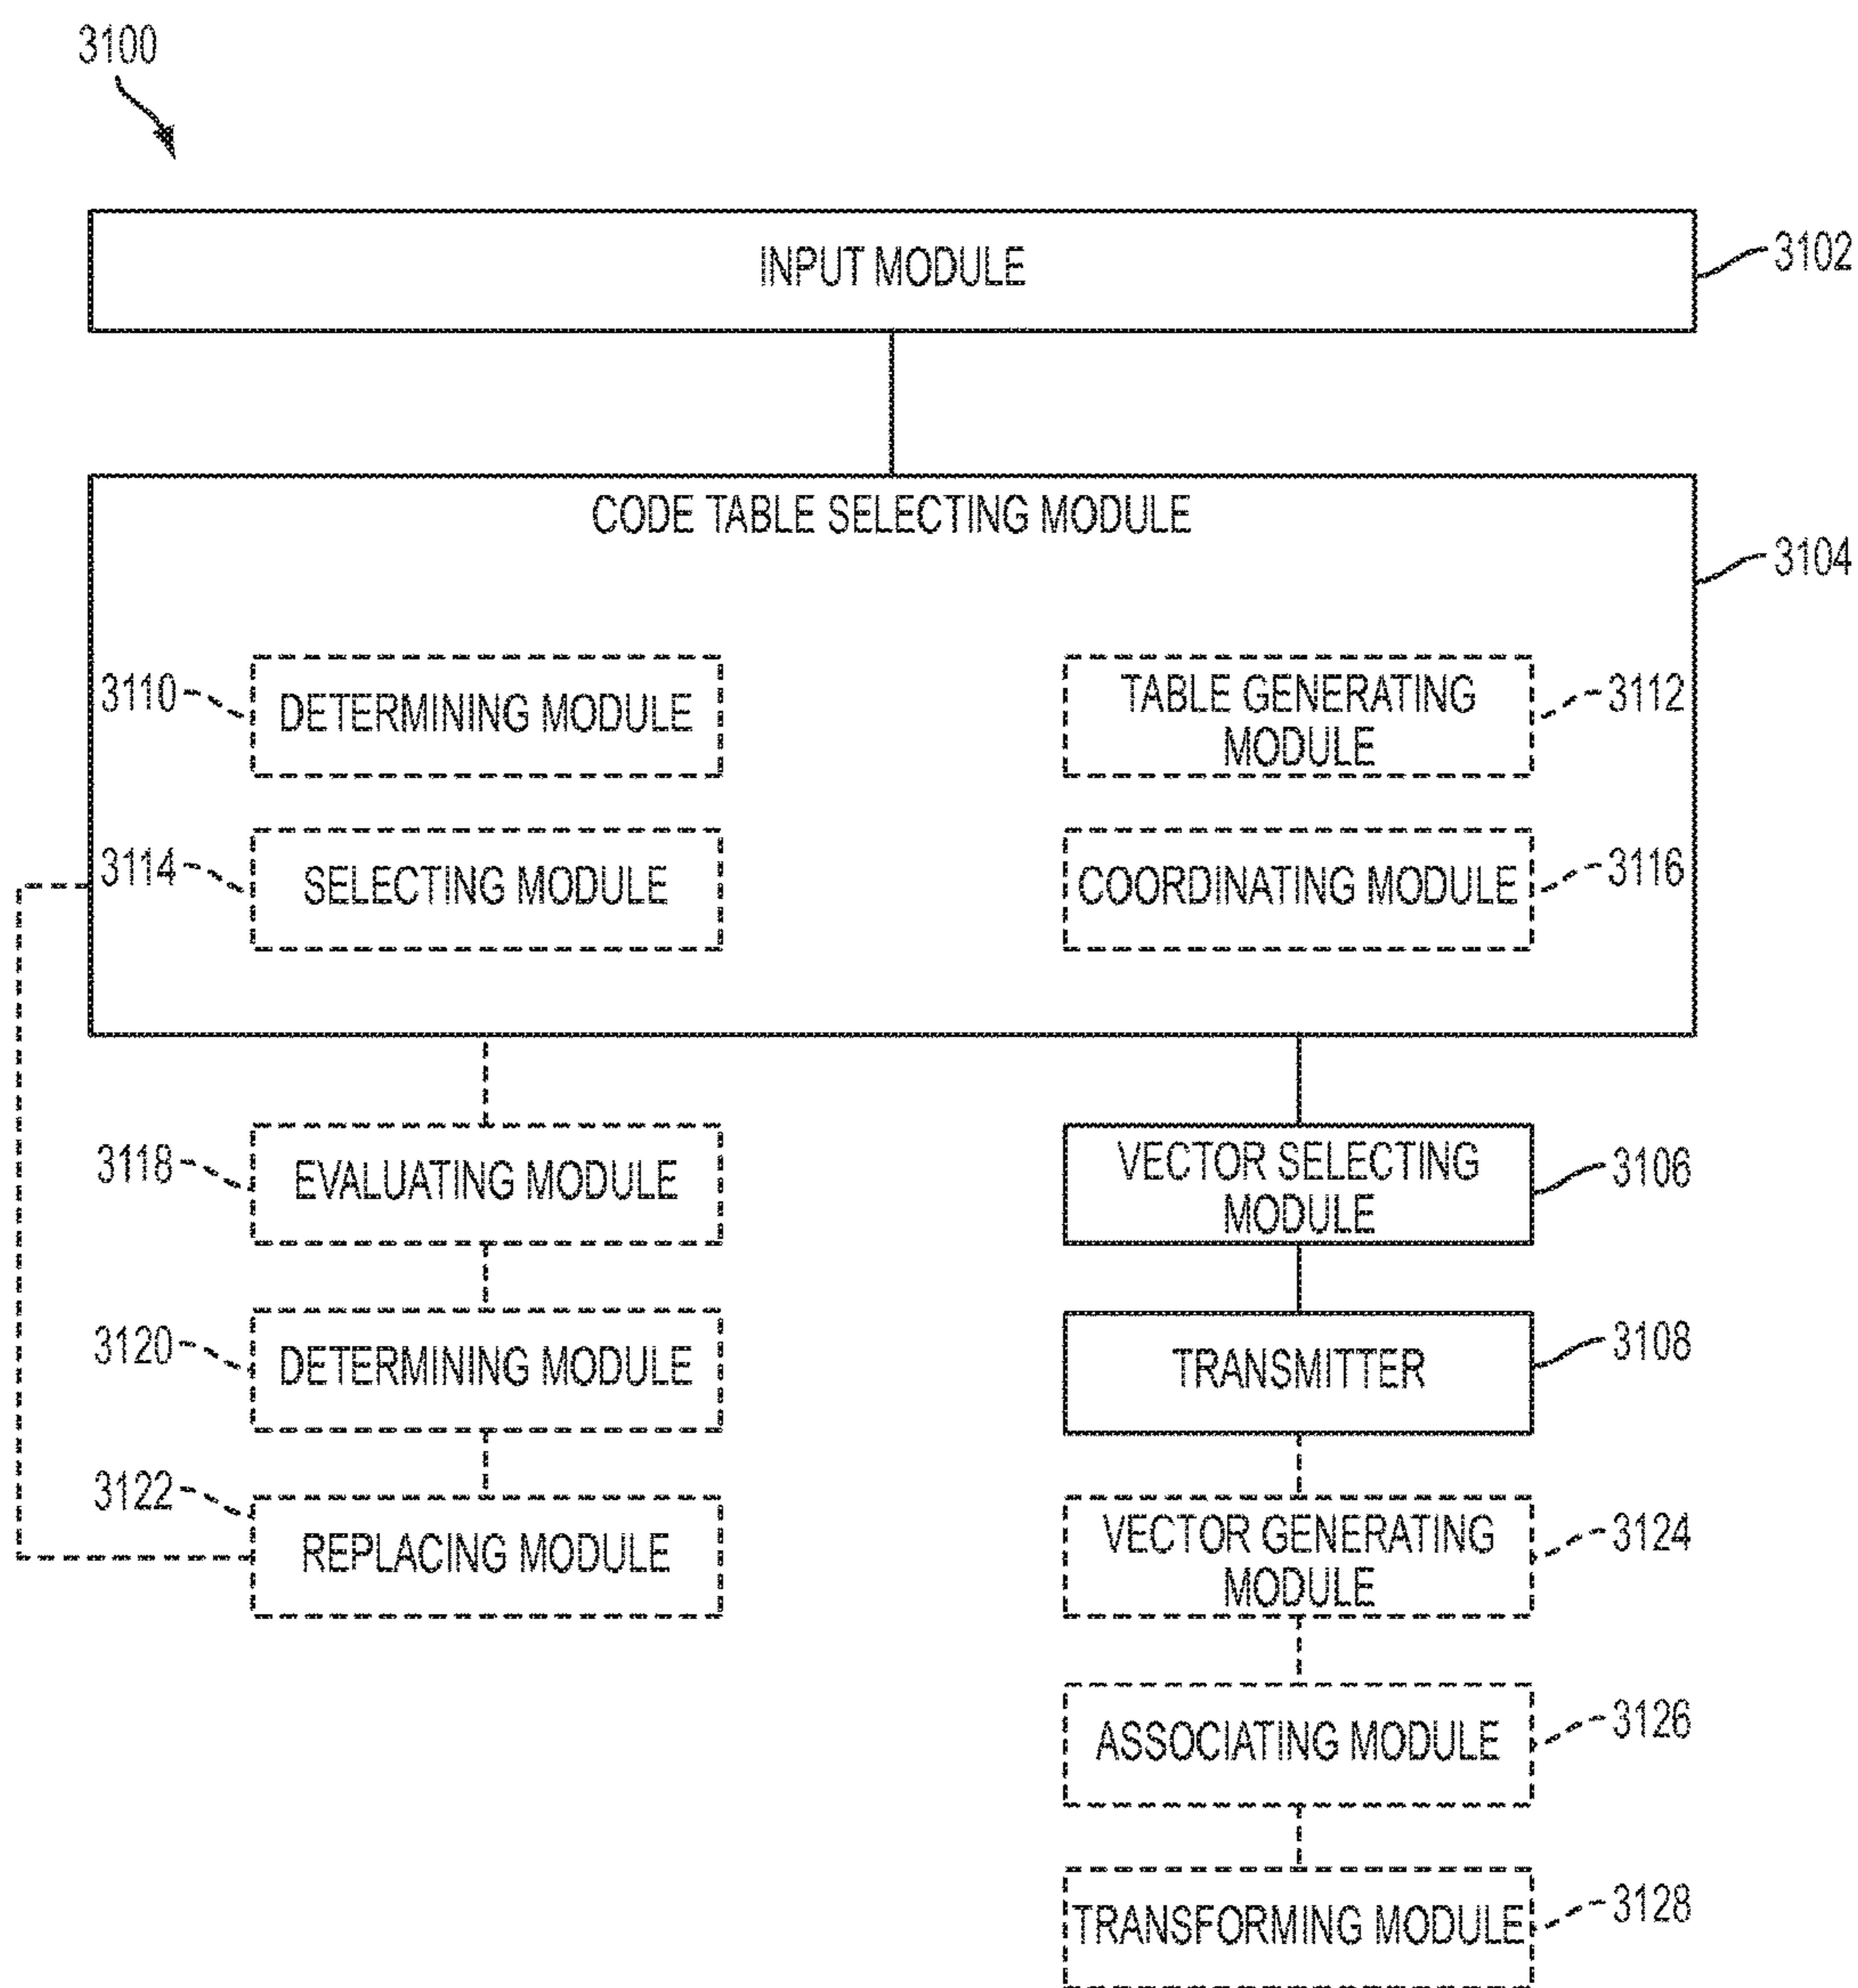 3100
INPUT MODULE
3102
CODE TABLE SELECTING MODULE
3104
3110
DETERMINING MODULE
TABLE GENERATING
MODULE
3112
3114
SELECTING MODULE
COORDINATING MODULE
3116
3118
EVALUATING MODULE
VECTOR SELECTING
MODULE
3106
3120
DETERMINING MODULE
TRANSMITTER
3108
3122
REPLACING MODULE
VECTOR GENERATING
MODULE
3124
ASSOCIATING MODULE
3126
TRANSFORMING MODULE
3128